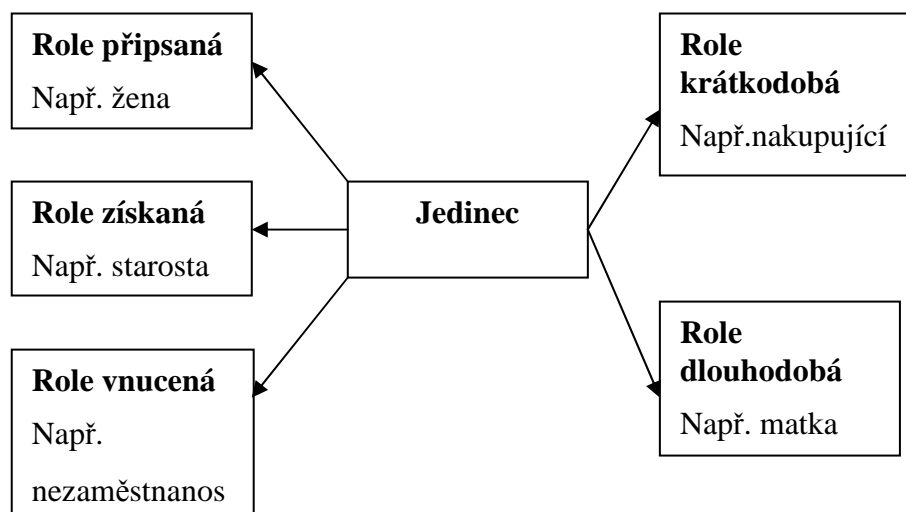 Role připsaná
Např. žena
Role získaná
Např. starosta
Role vnucená
Např.
nezaměstnanos
Jedinec
Role
krátkodobá
Např.nakupující
Role
dlouhodobá
Např. matka